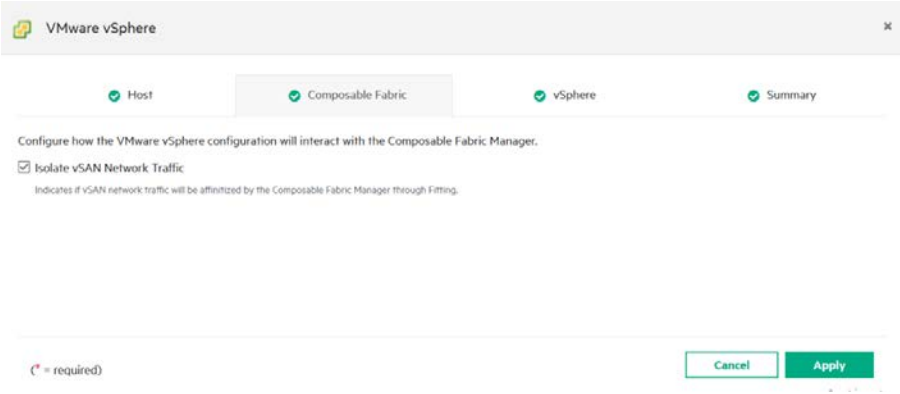 VMware vSphere
×
Host
Composable Fabric
vSphere
Summary
Configure how the VMware vSphere configuration will interact with the Composable Fabric Manager.
Isolate vSAN Network Traffic
Indicates if vSAN network traffic will be affinitized by the Composable Fabric Manager through Fitting.
(* = required)
Cancel
Apply